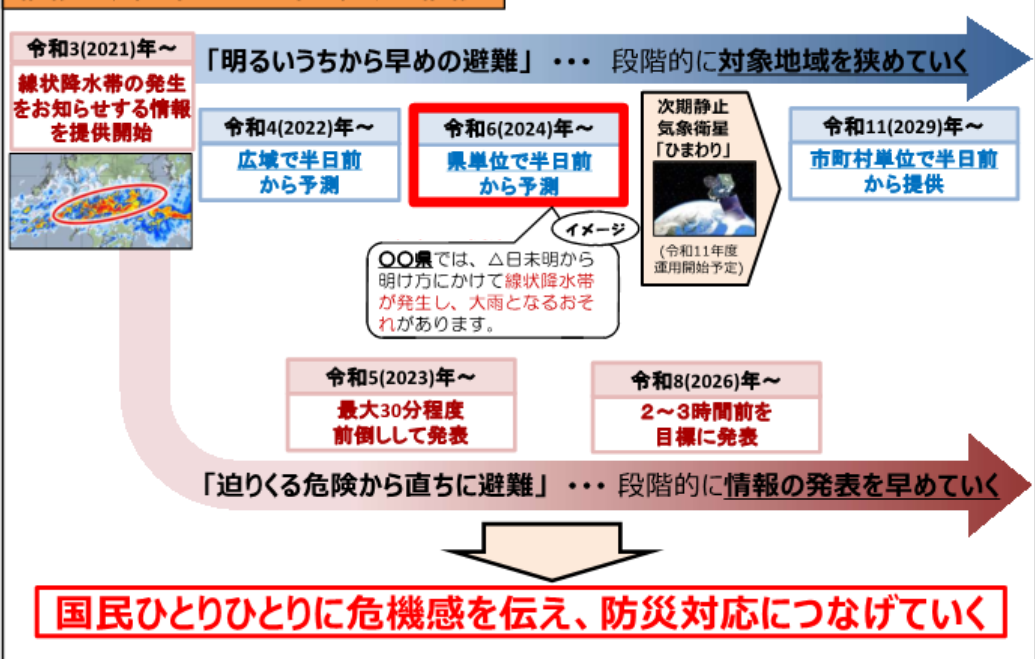 令和3(2021)年～
線状降水帯の発生
をお知らせする情報
を提供開始
「明るいうちから早めの避難」・・・ 段階的に対象地域を狭めていく
令和4(2022)年～
広域で半日前
から予測
令和6(2024)年～
県単位で半日前
から予測
次期静止
気象衛星
「ひまわり」
(令和11年度
運用開始予定)
令和11(2029)年～
市町村単位で半日前
から提供
イメージ
〇〇県では、△日未明から
明け方にかけて線状降水帯
が発生し、大雨となるおそ
れがあります。
令和5(2023)年～
最大30分程度
前倒しして発表
令和8(2026)年～
２～３時間前を
目標に発表
「迫りくる危険から直ちに避難」・・・ 段階的に情報の発表を早めていく
国民ひとりひとりに危機感を伝え、防災対応につなげていく